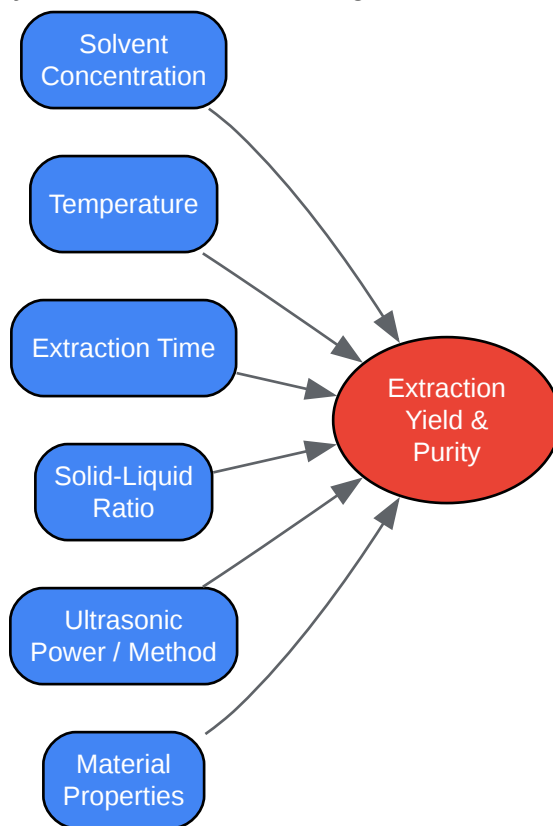 Solvent
Concentration
Temperature
Extraction Time
Solid-Liquid
Ratio
Ultrasonic
Power / Method
Material
Properties
Extraction
Yield &
Purity